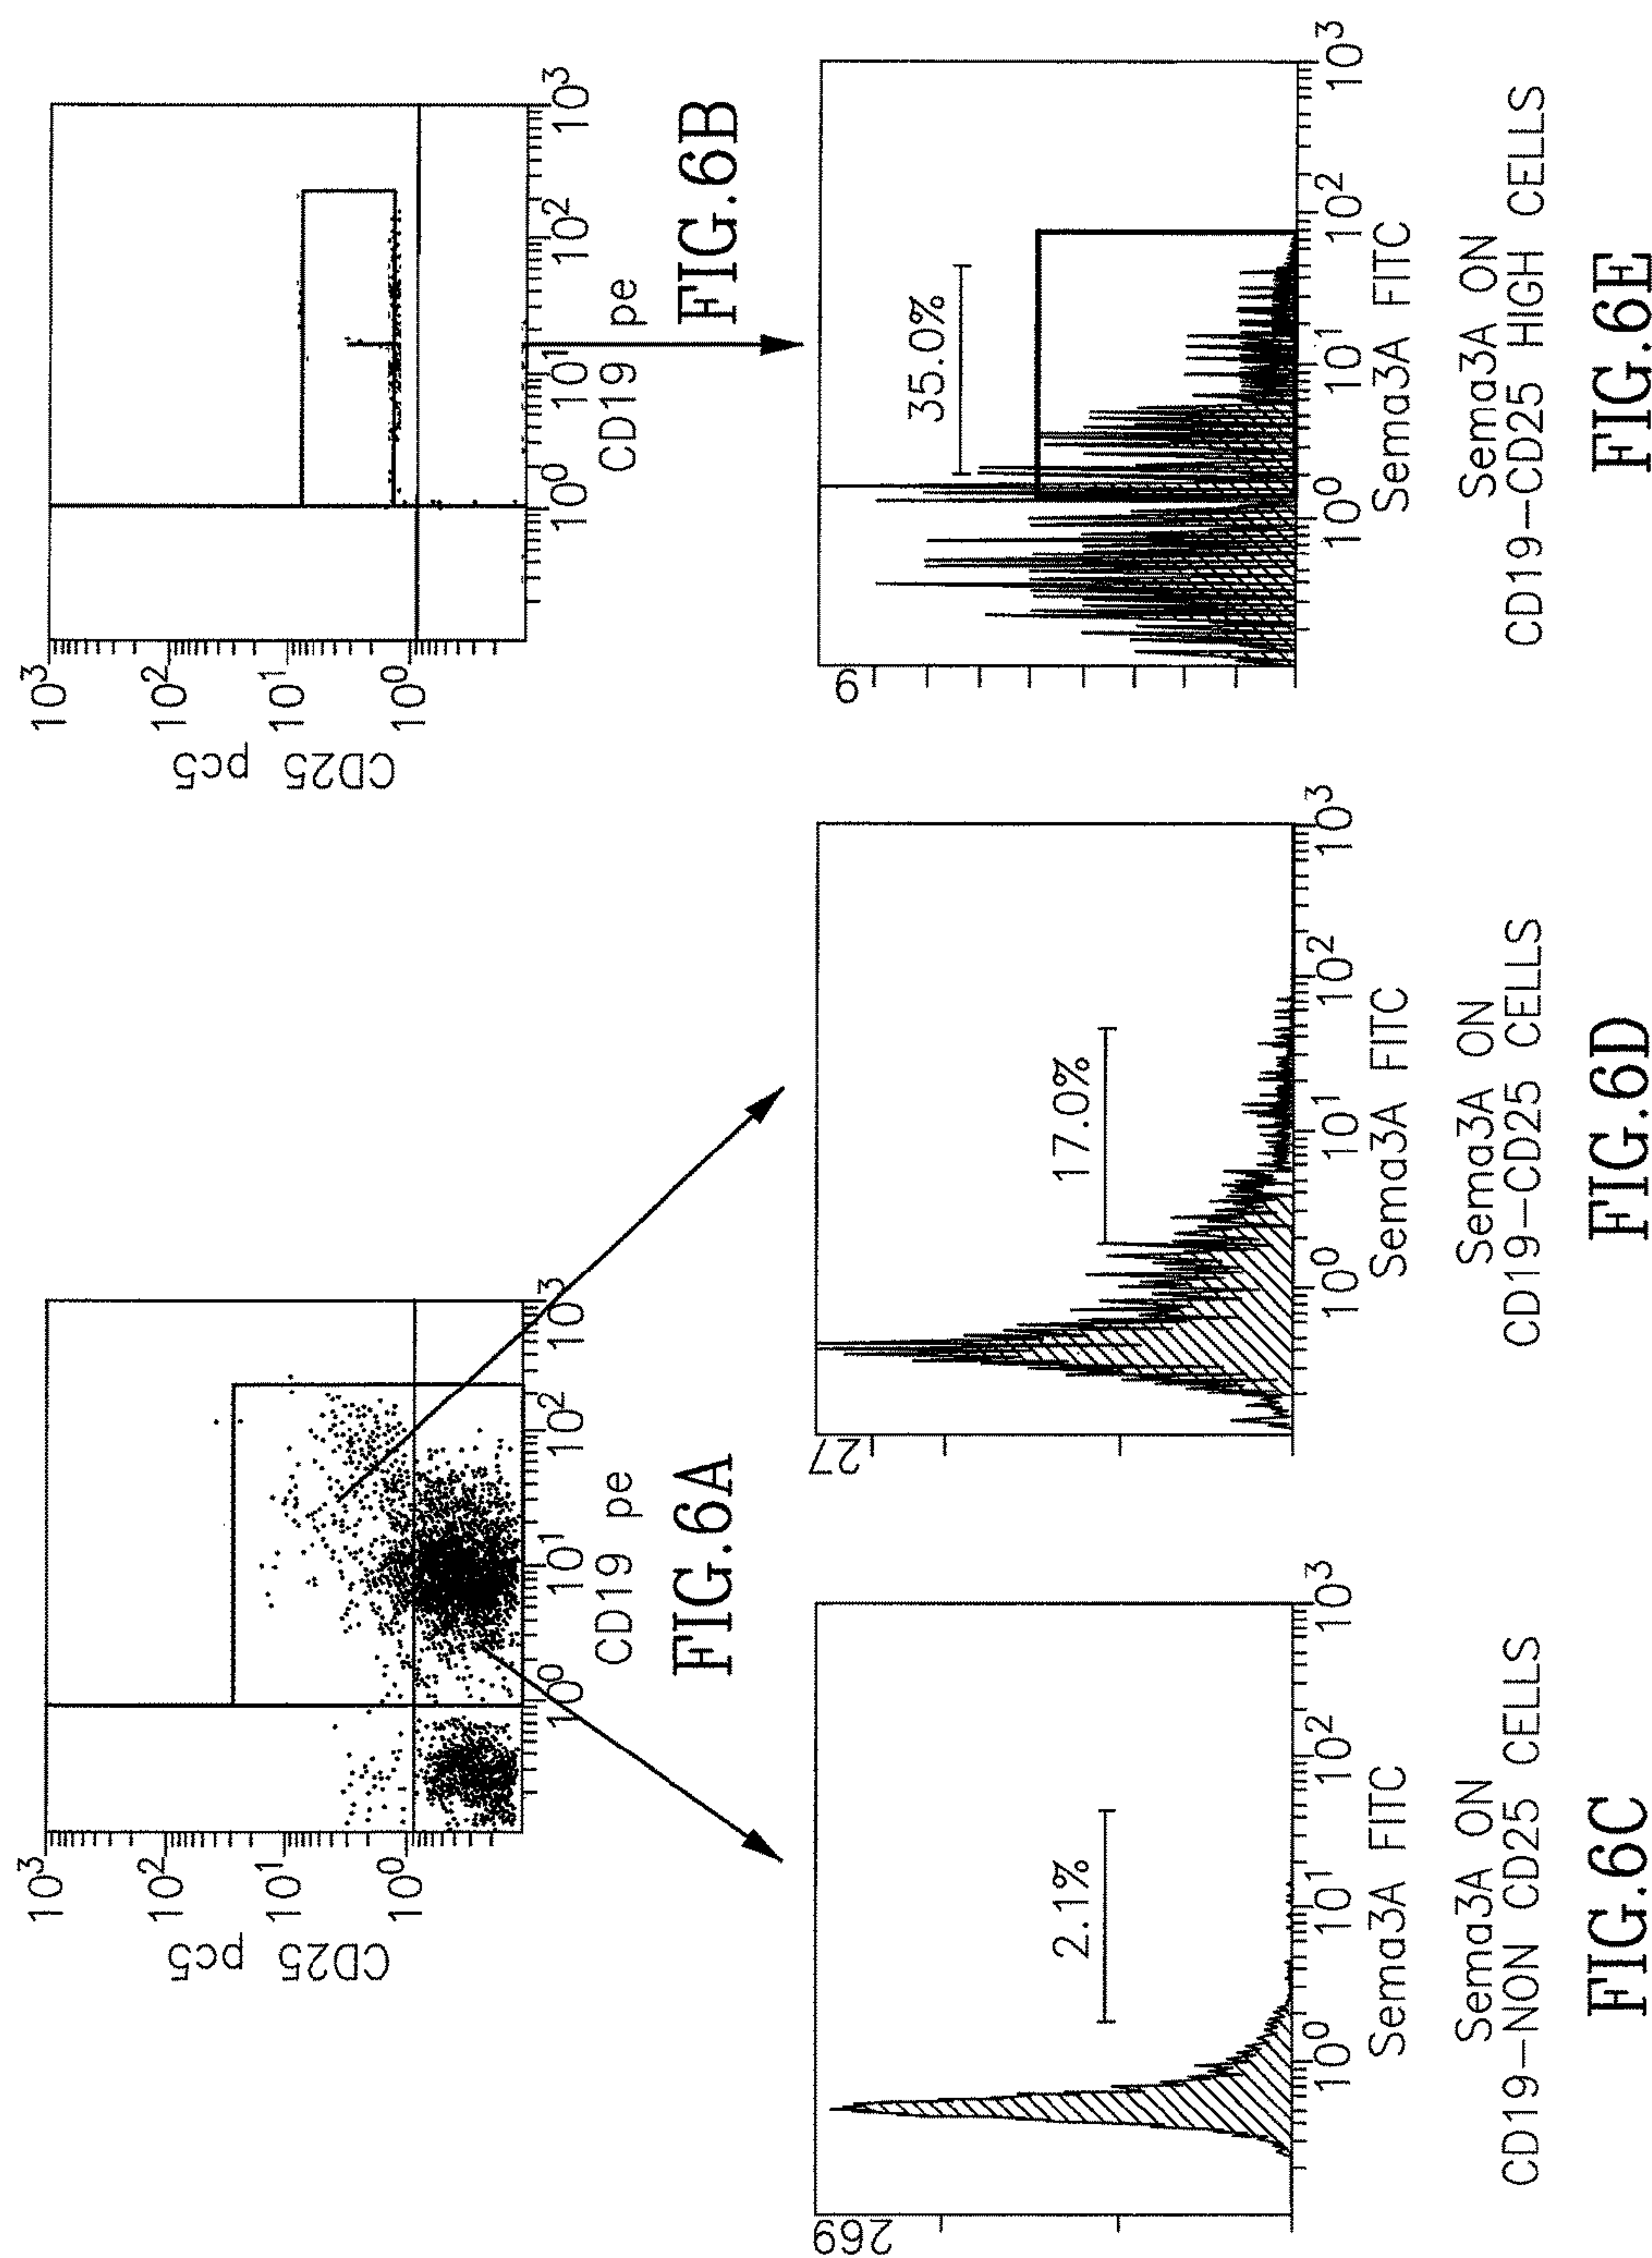 CD25 pc5
10³
10²
10¹
10⁰
10⁰
10¹
10²
10³
CD19 pe
FIG.6A
CD25 pc5
10³
10²
10¹
10⁰
10⁰
10¹
10²
10³
CD19 pe
FIG.6B
269
2.1%
10⁰
10¹
10²
10³
Sema3A FITC
Sema3A ON
CD19-NON CD25 CELLS
FIG.6C
27
17.0%
10⁰
10¹
10²
10³
Sema3A FITC
Sema3A ON
CD19-CD25 CELLS
FIG.6D
9
35.0%
10⁰
10¹
10²
10³
Sema3A FITC
Sema3A ON
CD19-CD25 HIGH CELLS
FIG.6E